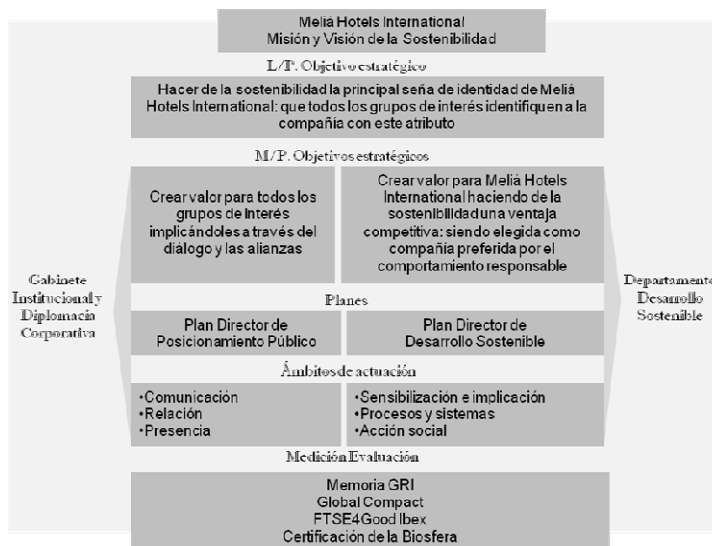 Meliá Hotels International
Misión y Visión de la Sostenibilidad
L/P. Objetivo estratégico
Hacer de la sostenibilidad la principal seña de identidad de Meliá
Hotels International: que todos los grupos de interés identifiquen a la
compañía con este atributo
M/P. Objetivos estratégicos
Crear valor para todos los
grupos de interés
implicándoles a través del
diálogo y las alianzas
Crear valor para Meliá Hotels
International haciendo de la
sostenibilidad una ventaja
competitiva: siendo elegida como
compañía preferida por el
comportamiento responsable
Gabinete
Institucional y
Diplomacia
Corporativa
Departamento
Desarrollo
Sostenible
Planes
Plan Director de
Posicionamiento Público
Plan Director de
Desarrollo Sostenible
Ámbitos de actuación
•Comunicación
•Relación
•Presencia
•Sensibilización e implicación
•Procesos y sistemas
•Acción social
Medición Evaluación
Memoria GRI
Global Compact
FTSE4Good Ibex
Certificación de la Biosfera